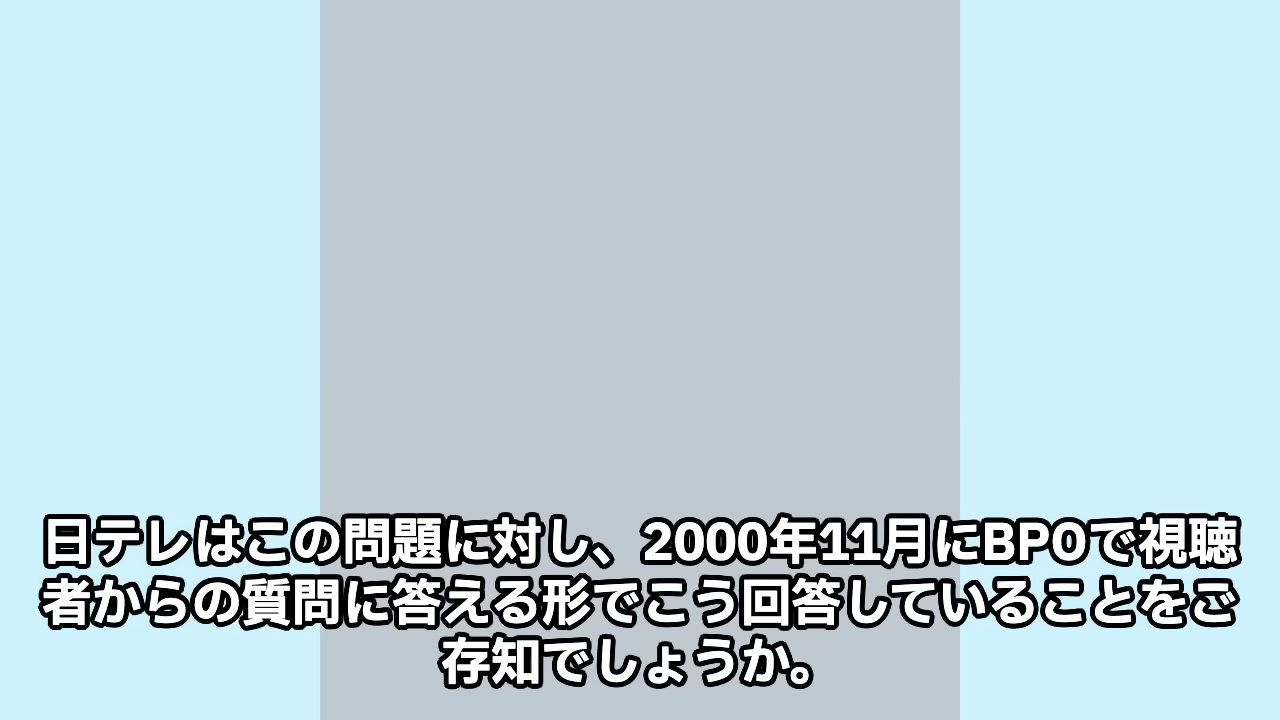 日テレはこの問題に対し、2000年11月にBPOで視聴
者からの質問に答える形でこう回答していることをご
存知でしょうか。